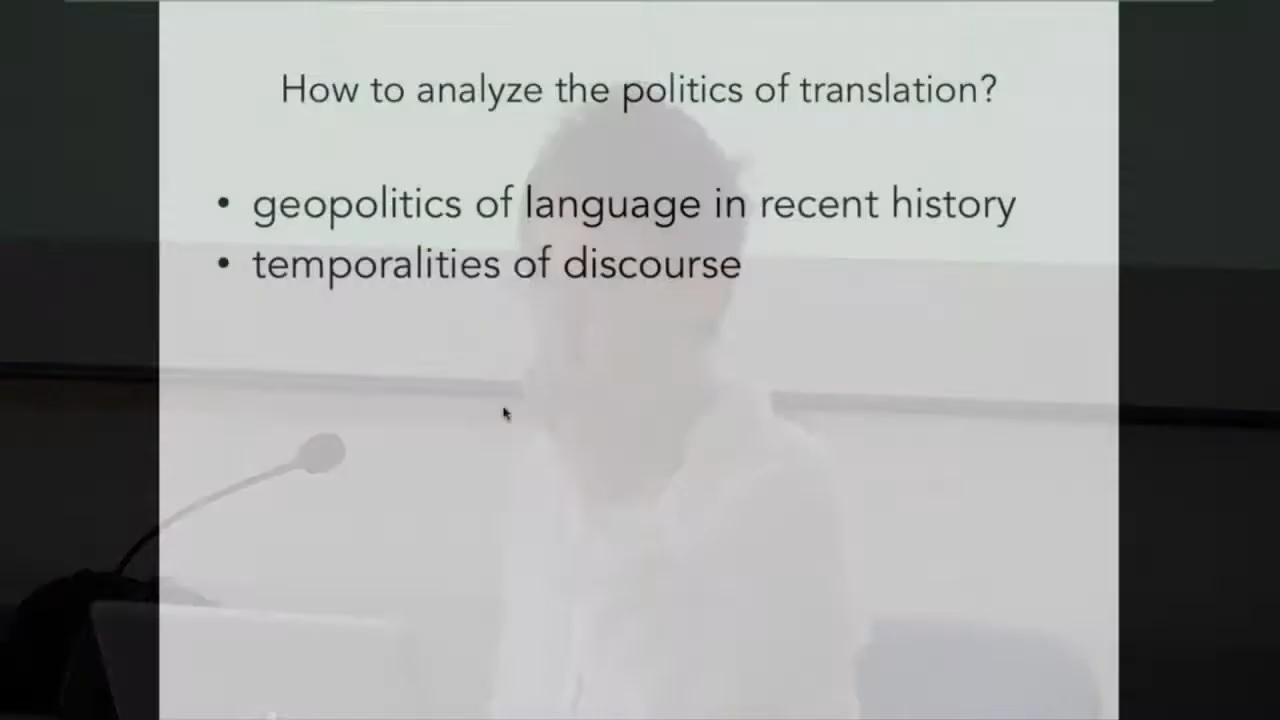 How to analyze the politics of translation?
• geopolitics of language in recent history
• temporalities of discourse